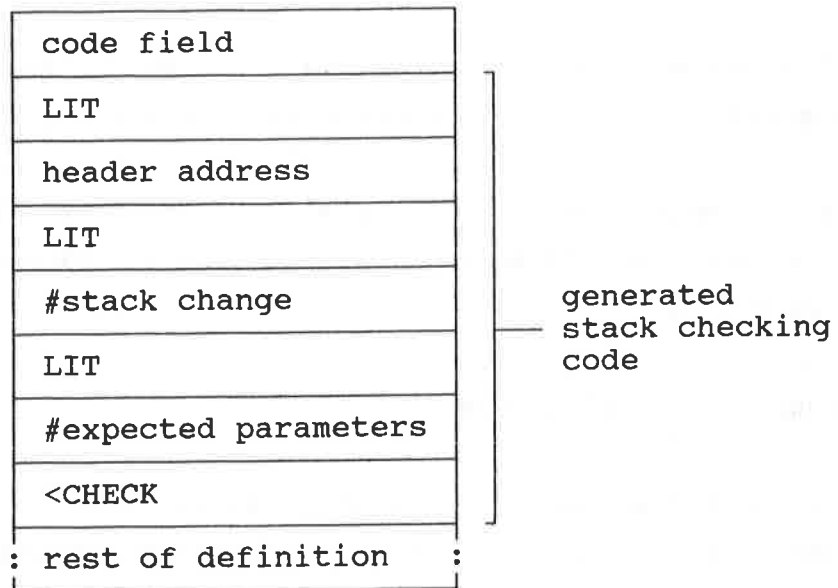 code field
LIT
header address
LIT
#stack change
LIT
#expected parameters
<CHECK
: rest of definition :
generated
stack checking
code